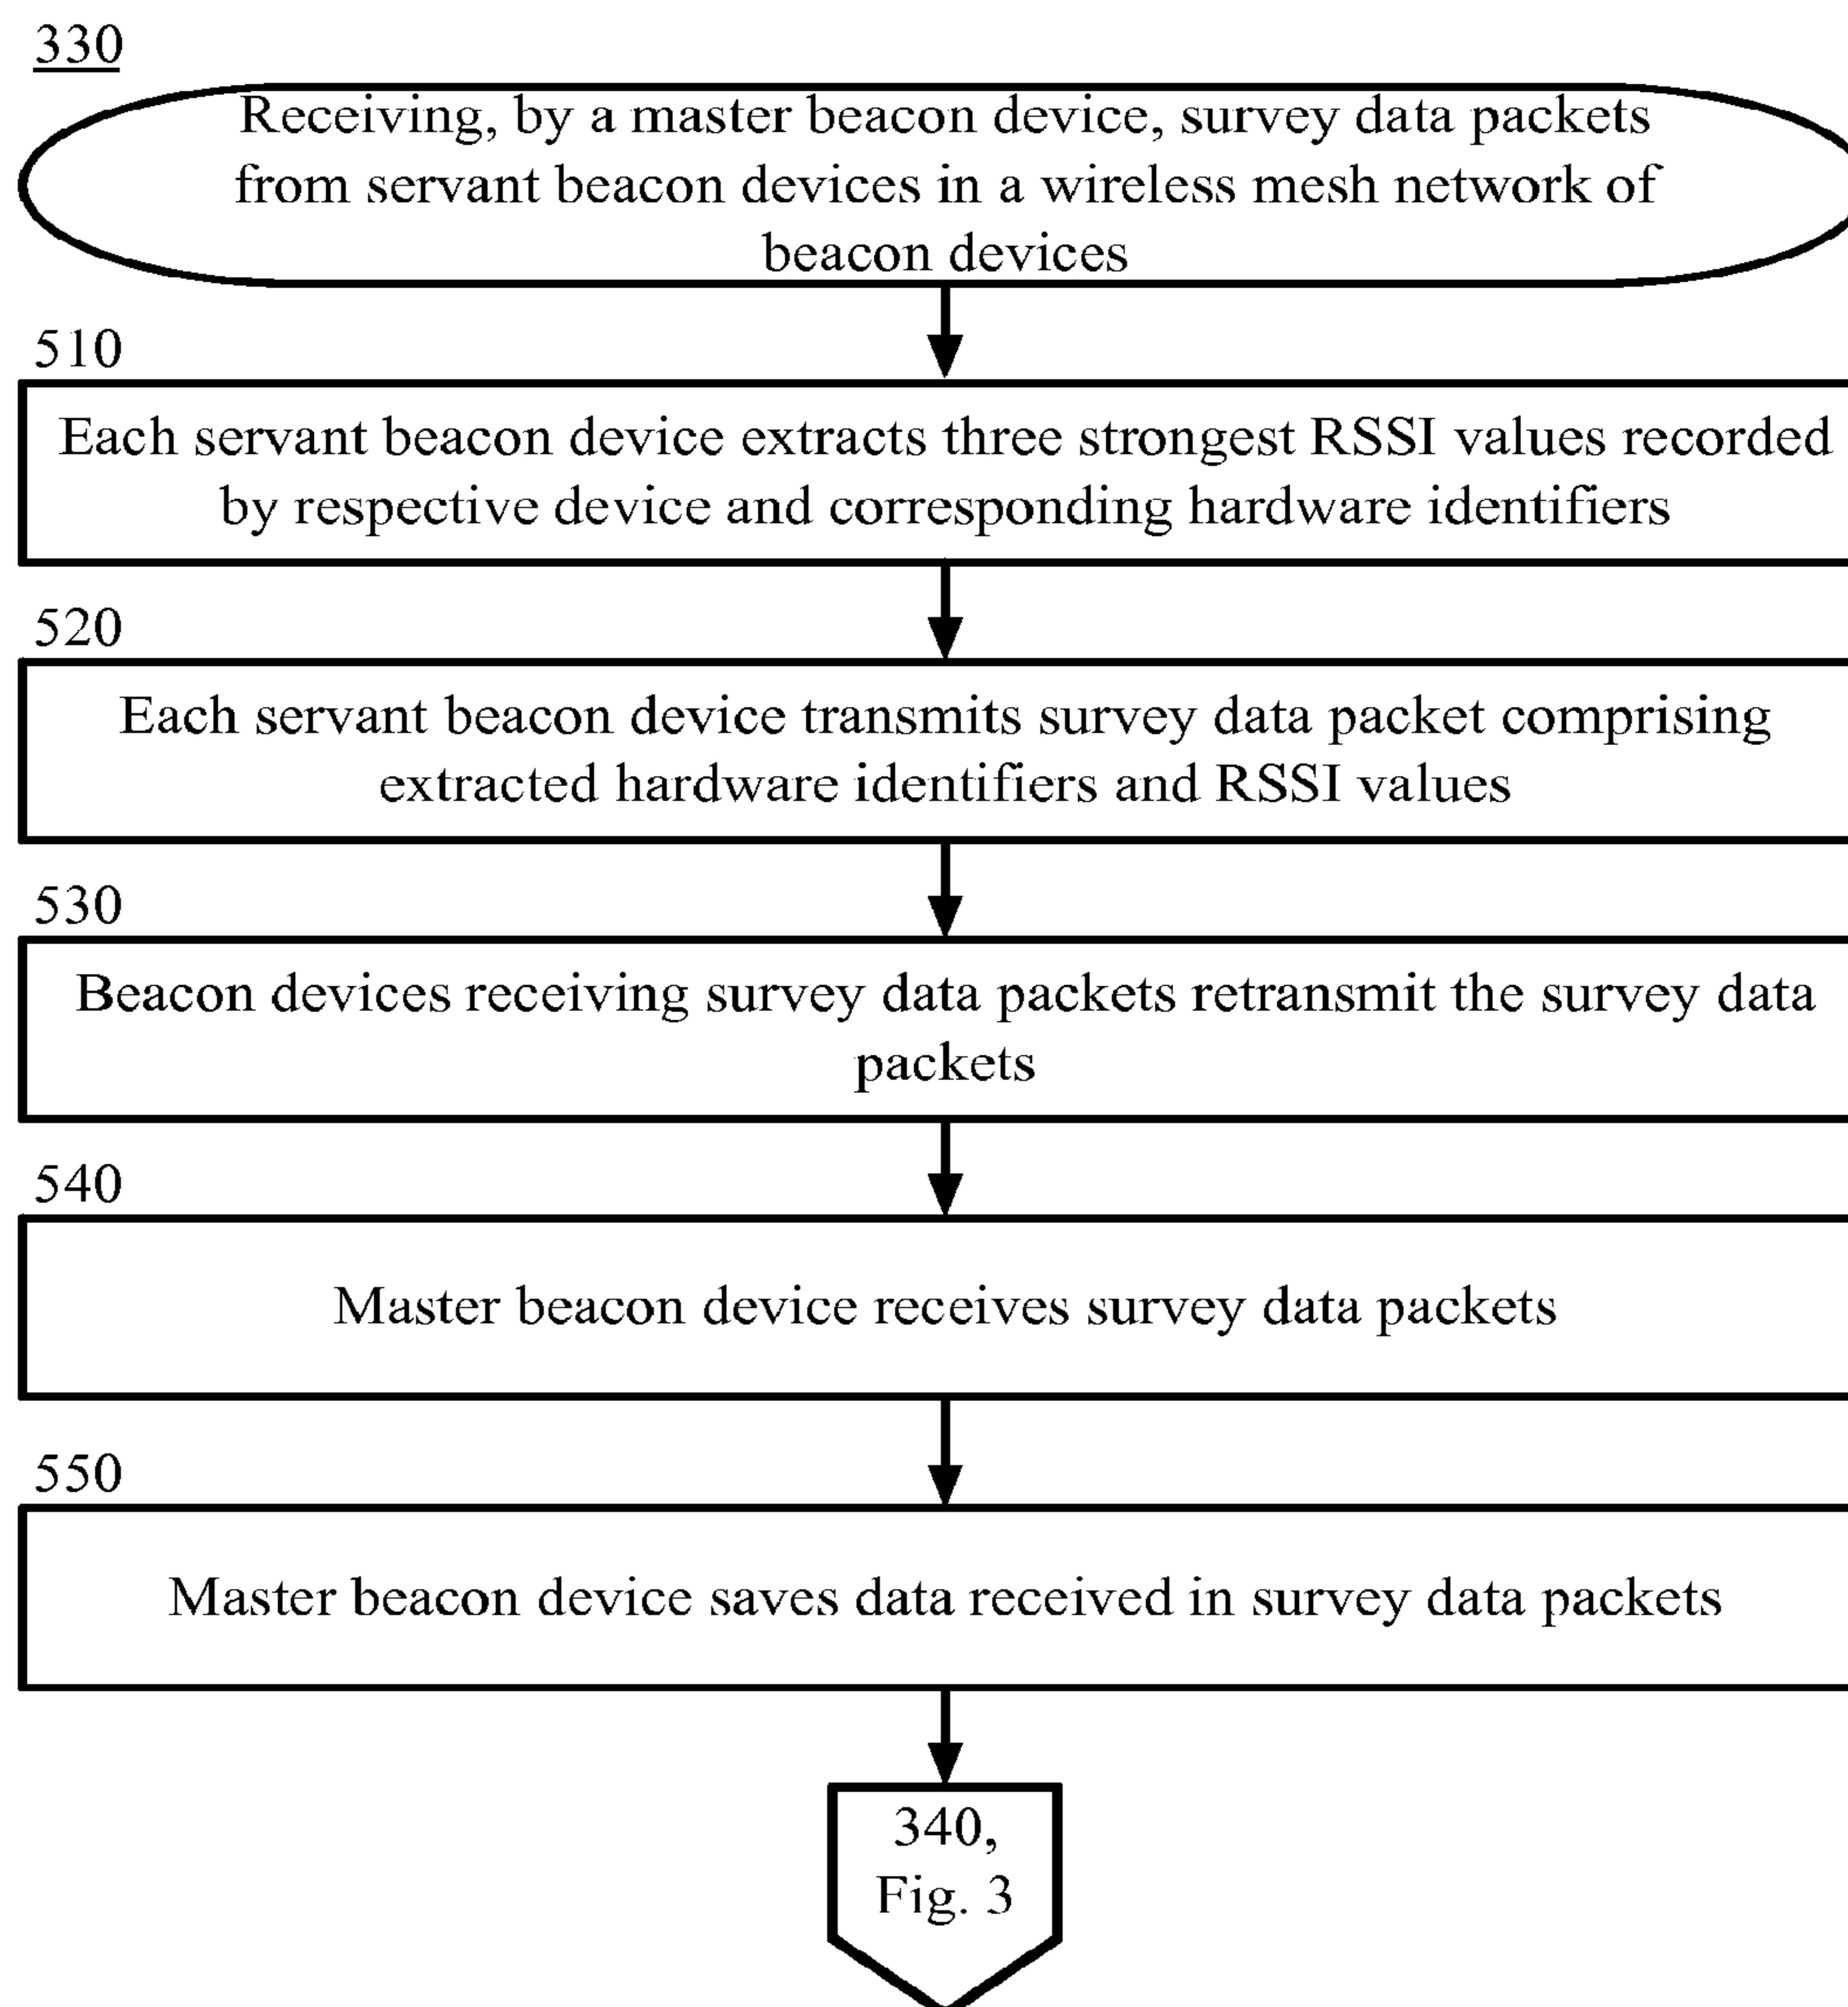 330
Receiving, by a master beacon device, survey data packets
from servant beacon devices in a wireless mesh network of
beacon devices
510
Each servant beacon device extracts three strongest RSSI values recorded
by respective device and corresponding hardware identifiers
520
Each servant beacon device transmits survey data packet comprising
extracted hardware identifiers and RSSI values
530
Beacon devices receiving survey data packets retransmit the survey data
packets
540
Master beacon device receives survey data packets
550
Master beacon device saves data received in survey data packets
340,
Fig. 3